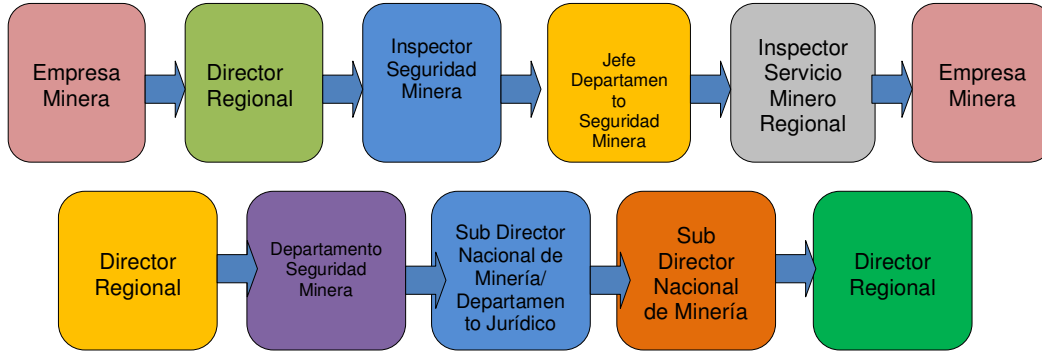 Empresa
Minera
Director
Regional
Inspector
Seguridad
Minera
Jefe
Departamen
to
Seguridad
Minera
Inspector
Servicio
Minero
Regional
Empresa
Minera
Director
Regional
Departamento
Seguridad
Minera
Sub Director
Nacional de
Minería/
Departamen
to Jurídico
Sub
Director
Nacional
de Minería
Director
Regional